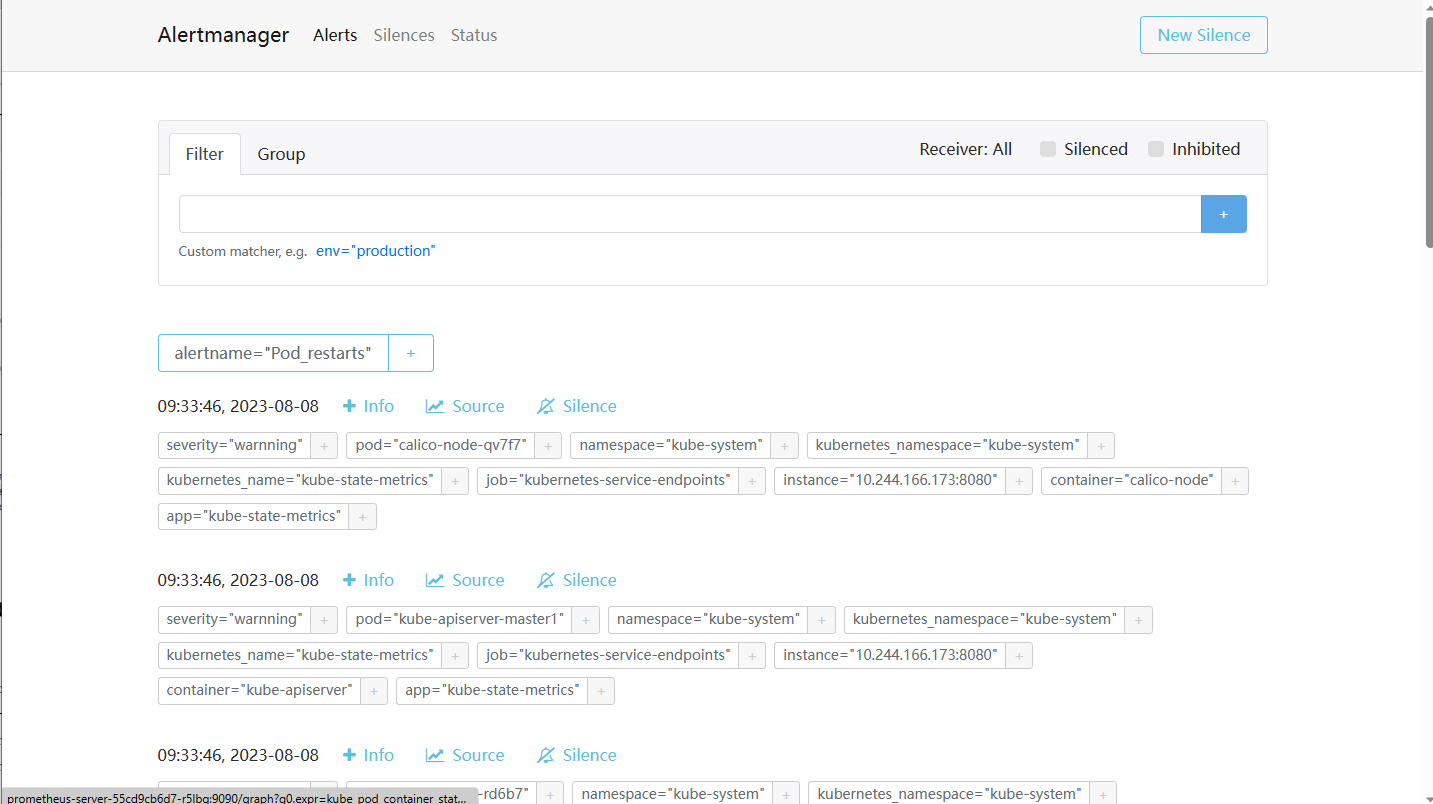 Alertmanager Alerts Silences Status New Silence
Filter Group Receiver: All Silenced Inhibited
+
Custom matcher, e.g. env="production"
alertname="Pod_restarts" +
09:33:46, 2023-08-08 + Info Source Silence
severity="warnning" + pod="calico-node-qv7f7" + namespace="kube-system" + kubernetes_namespace="kube-system" +
kubernetes_name="kube-state-metrics" + job="kubernetes-service-endpoints" + instance="10.244.166.173:8080" + container="calico-node" +
app="kube-state-metrics" +
09:33:46, 2023-08-08 + Info Source Silence
severity="warnning" + pod="kube-apiserver-master1" + namespace="kube-system" + kubernetes_namespace="kube-system" +
kubernetes_name="kube-state-metrics" + job="kubernetes-service-endpoints" + instance="10.244.166.173:8080" +
container="kube-apiserver" + app="kube-state-metrics" +
09:33:46, 2023-08-08 + Info Source Silence
-rd6b7" + namespace="kube-system" + kubernetes_namespace="kube-system" +
prometheus-server-55cd9cb6d7-r5lbq:9090/graph?g0.expr=kube_pod_container_stat...